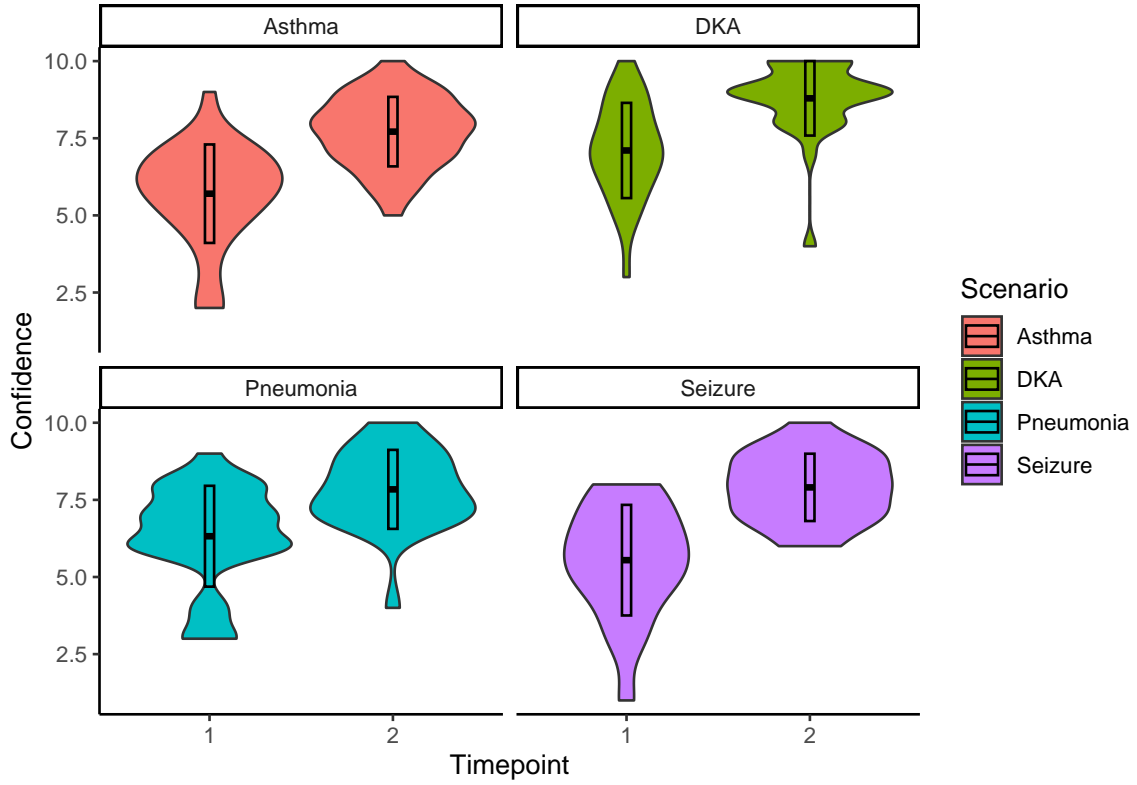 Asthma
DKA
10.0
7.5
5.0
2.5
Pneumonia
Seizure
10.0
7.5
5.0
2.5
Confidence
1
2
1
2
Timepoint
Scenario
Asthma
DKA
Pneumonia
Seizure